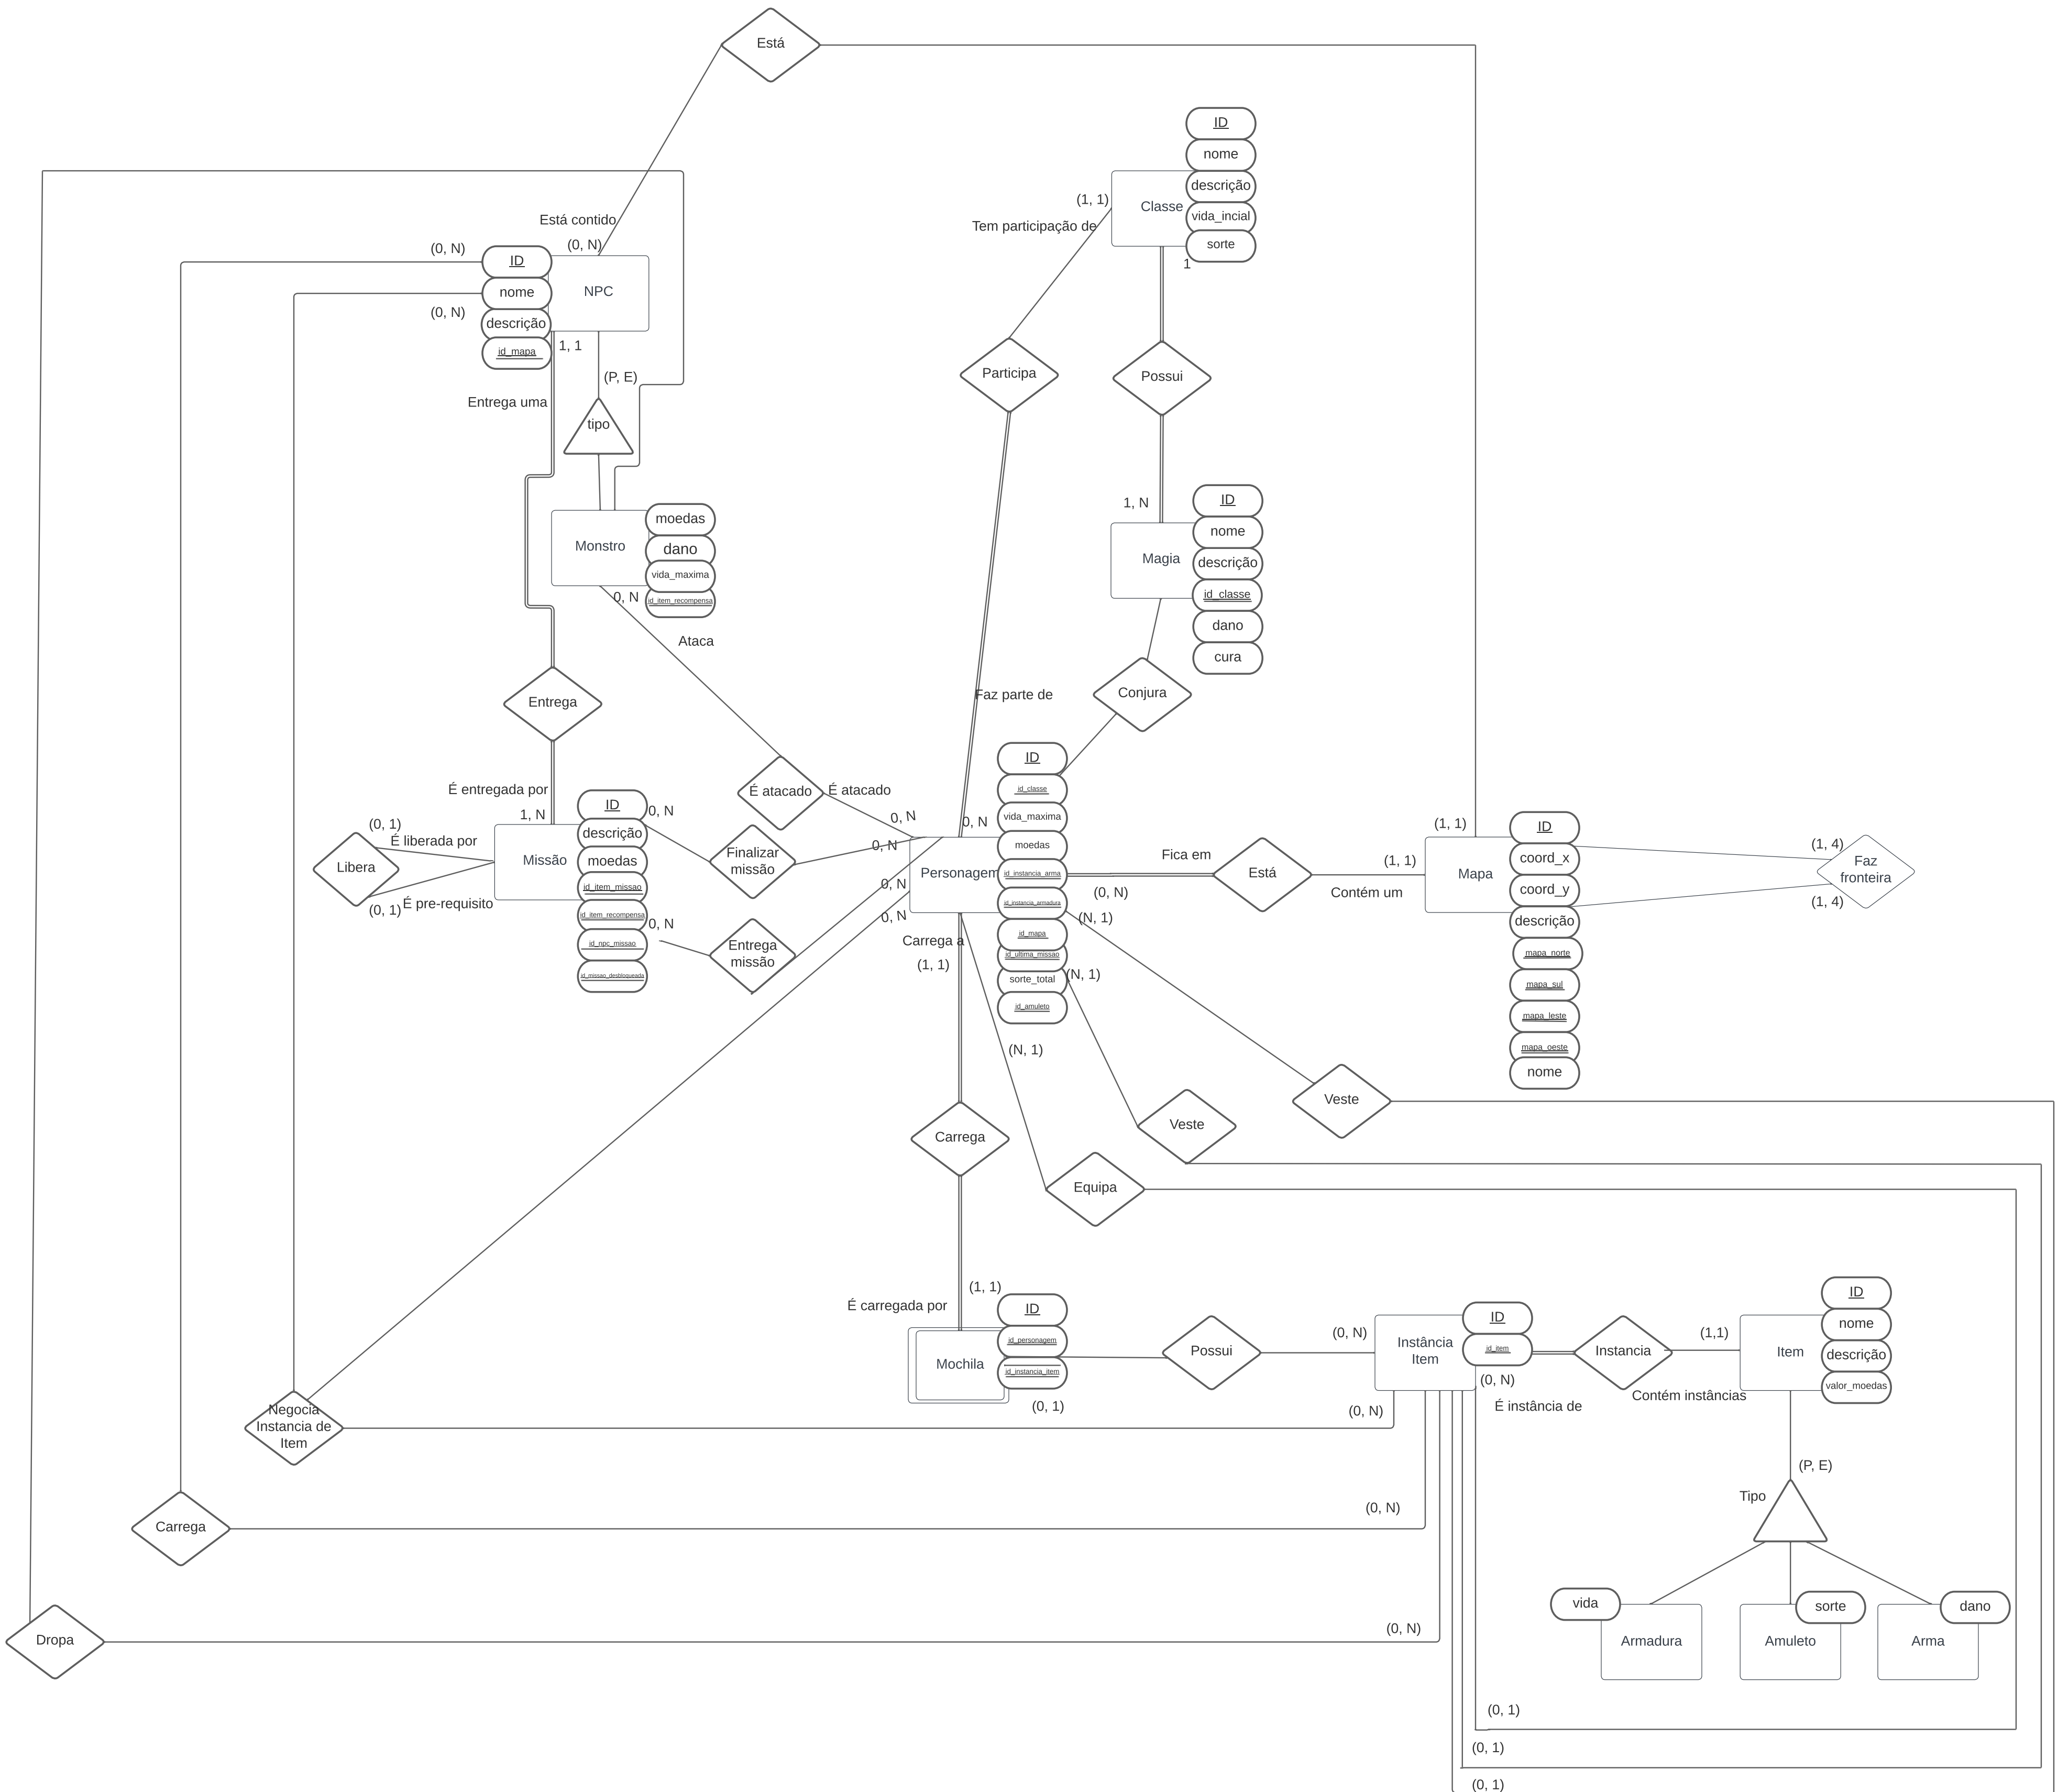 Está
ID
nome
descrição
vida_incial
sorte
Classe
(1, 1)
Tem participação de
1
Está contido
(0, N)
(0, N)
ID
nome
descrição
id_mapa
NPC
(0, N)
1, 1
(P, E)
Entrega uma
tipo
Participa
Possui
1, N
ID
nome
descrição
id_classe
dano
cura
Magia
Monstro
moedas
dano
vida_maxima
id_item_recompensa
0, N
Ataca
Entrega
Faz parte de
Conjura
É atacado
É atacado
0, N
0, N
0, N
É entregada por
1, N
(0, 1)
É liberada por
Libera
(0, 1)
É pre-requisito
Missão
ID
descrição
moedas
id_item_missao
id_item_recompensa
id_npc_missao
id_missao_desbloqueada
0, N
0, N
Finalizar
missão
Entrega
missão
0, N
0, N
Personagem
ID
id_classe
vida_maxima
moedas
id_instancia_arma
id_instancia_armadura
id_mapa
id_ultima_missao
sorte_total
id_amuleto
Fica em
(0, N)
Está
(1, 1)
Contém um
(1, 1)
Mapa
ID
coord_x
coord_y
descrição
mapa_norte
mapa_sul
mapa_leste
mapa_oeste
nome
(1, 4)
Faz
fronteira
(1, 4)
(N, 1)
(N, 1)
(N, 1)
Carrega a
(1, 1)
Carrega
Veste
Veste
Equipa
(1, 1)
É carregada por
Mochila
ID
id_personagem
id_instancia_item
(0, 1)
Possui
(0, N)
Instância
Item
ID
id_item
(0, N)
É instância de
Instancia
(1,1)
Contém instâncias
Item
ID
nome
descrição
valor_moedas
Negocia
Instancia de
Item
(0, N)
Carrega
(0, N)
Dropa
(0, N)
(P, E)
Tipo
vida
Armadura
sorte
Amuleto
dano
Arma
(0, 1)
(0, 1)
(0, 1)